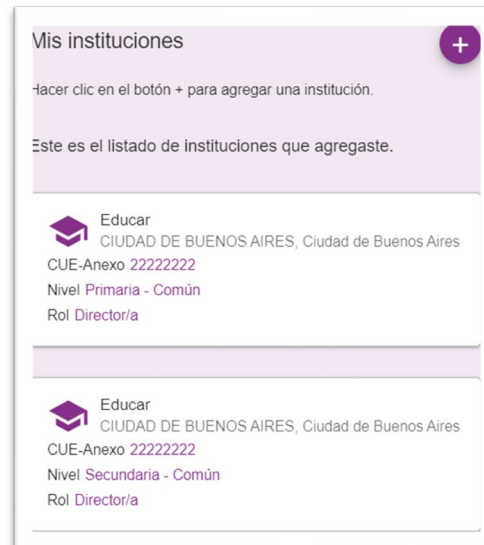 Mis instituciones
+
Hacer clic en el botón + para agregar una institución.
Este es el listado de instituciones que agregaste.
Educar
CIUDAD DE BUENOS AIRES, Ciudad de Buenos Aires
CUE-Anexo 22222222
Nivel Primaria - Común
Rol Director/a
Educar
CIUDAD DE BUENOS AIRES, Ciudad de Buenos Aires
CUE-Anexo 22222222
Nivel Secundaria - Común
Rol Director/a